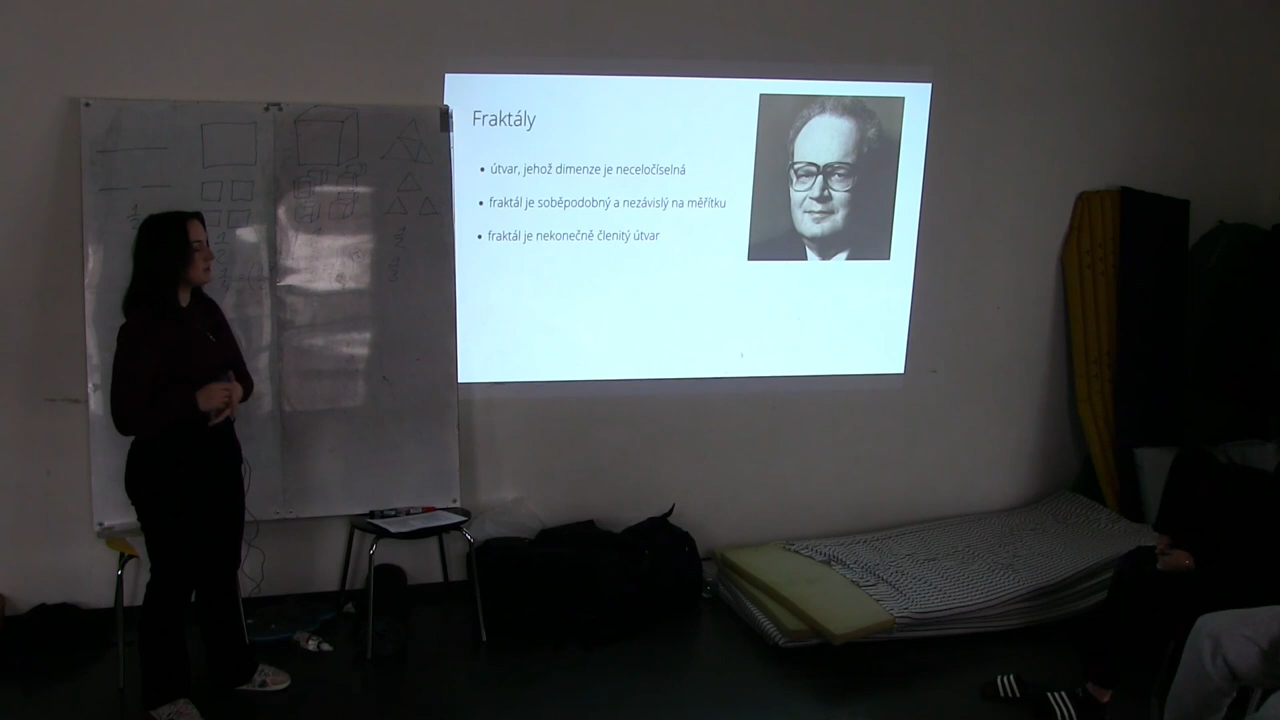 Fraktály
• útvar, jehož dimenze je neceločíselná
• fraktál je soběpodobný a nezávislý na měřítku
• fraktál je nekonečně členitý útvar